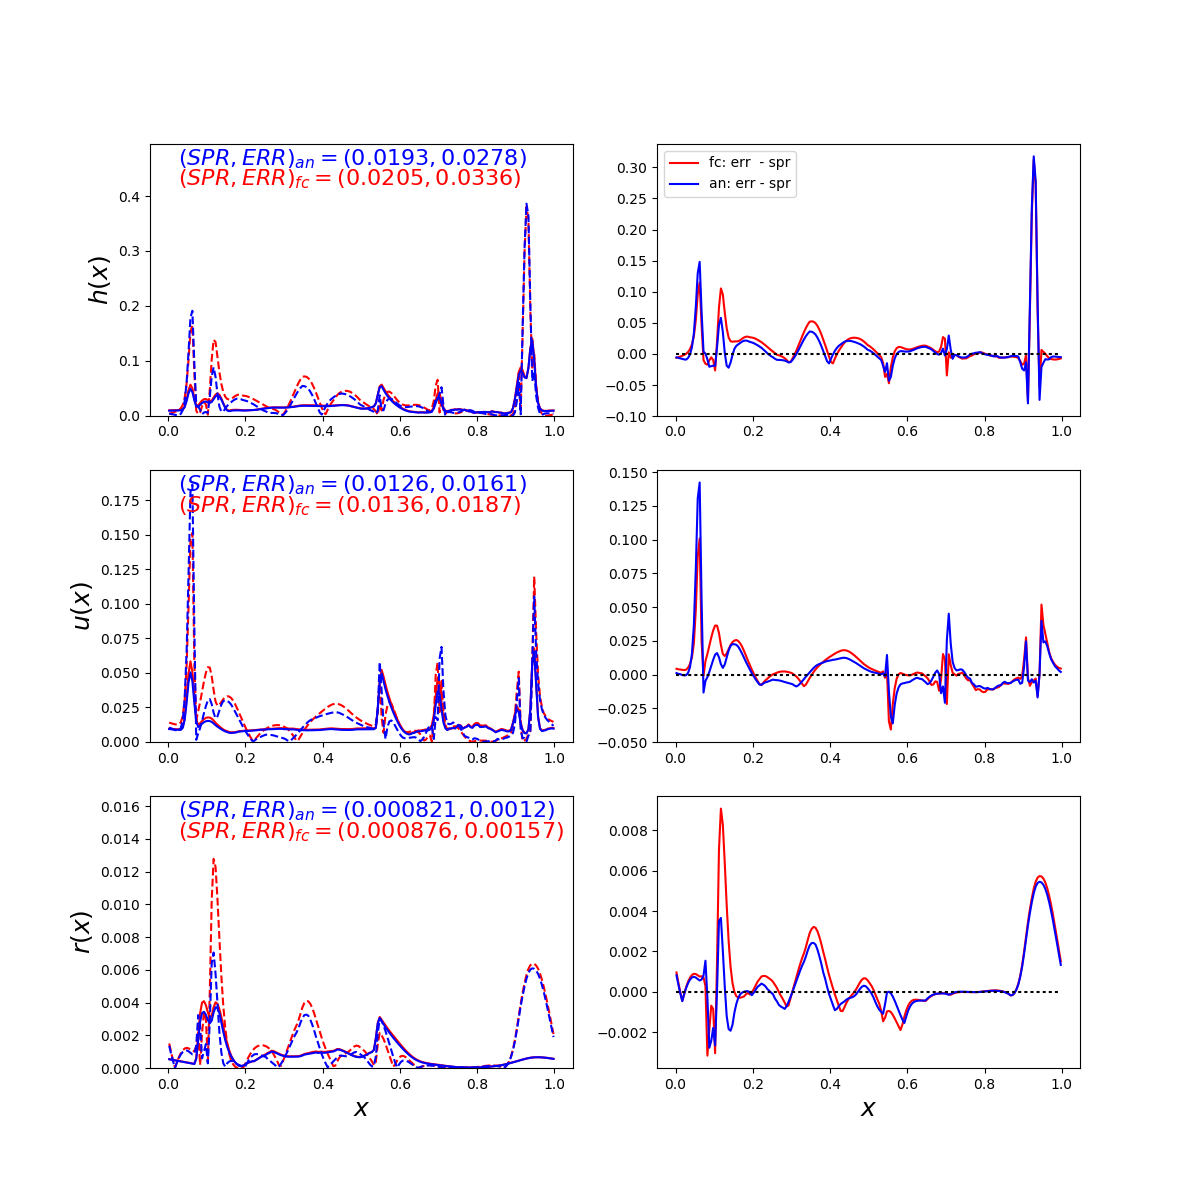 (SPR, ERR)an = (0.0193, 0.0278)
(SPR, ERR)fc = (0.0205, 0.0336)
h(x)
0.4
0.3
0.2
0.1
0.0
0.0 0.2 0.4 0.6 0.8 1.0
fc: err - spr
an: err - spr
0.30
0.25
0.20
0.15
0.10
0.05
0.00
−0.05
−0.10
0.0 0.2 0.4 0.6 0.8 1.0
(SPR, ERR)an = (0.0126, 0.0161)
(SPR, ERR)fc = (0.0136, 0.0187)
u(x)
0.175
0.150
0.125
0.100
0.075
0.050
0.025
0.000
0.0 0.2 0.4 0.6 0.8 1.0
0.150
0.125
0.100
0.075
0.050
0.025
0.000
−0.025
−0.050
0.0 0.2 0.4 0.6 0.8 1.0
(SPR, ERR)an = (0.000821, 0.0012)
(SPR, ERR)fc = (0.000876, 0.00157)
r(x)
0.016
0.014
0.012
0.010
0.008
0.006
0.004
0.002
0.000
0.0 0.2 0.4 0.6 0.8 1.0
x
0.008
0.006
0.004
0.002
0.000
−0.002
0.0 0.2 0.4 0.6 0.8 1.0
x